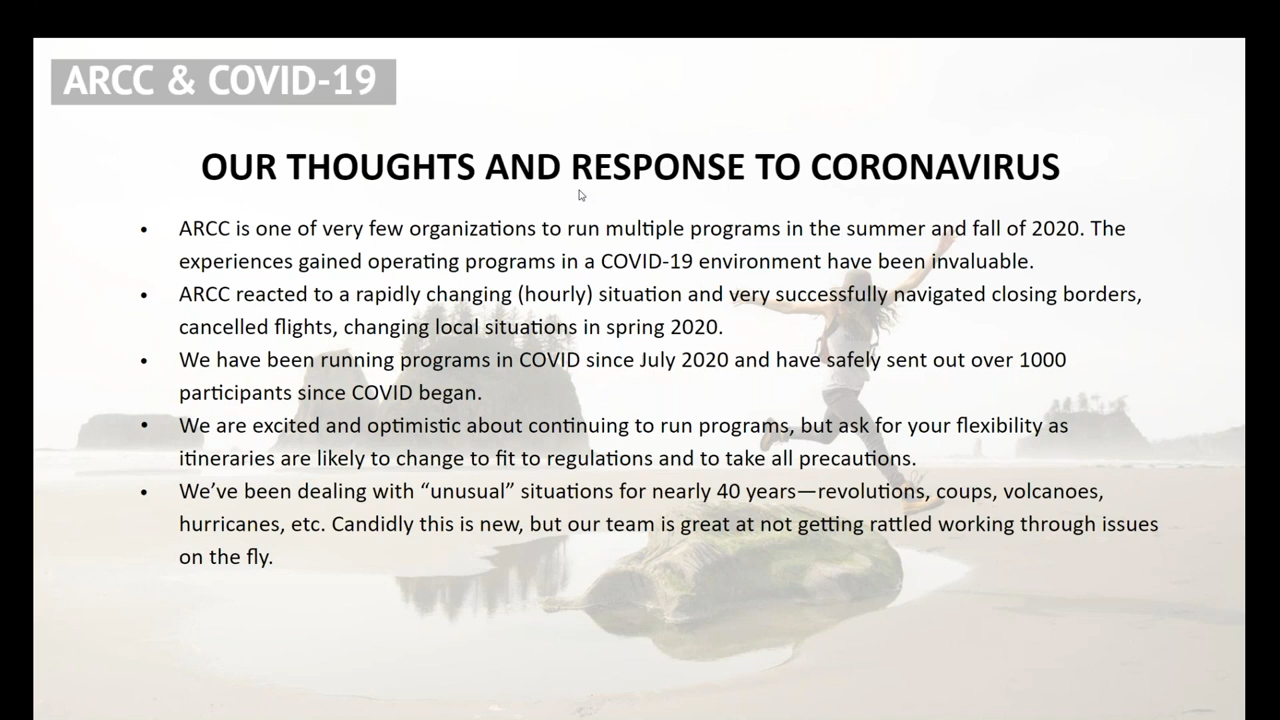 ARCC & COVID-19
OUR THOUGHTS AND RESPONSE TO CORONAVIRUS
• ARCC is one of very few organizations to run multiple programs in the summer and fall of 2020. The
experiences gained operating programs in a COVID-19 environment have been invaluable.
• ARCC reacted to a rapidly changing (hourly) situation and very successfully navigated closing borders,
cancelled flights, changing local situations in spring 2020.
• We have been running programs in COVID since July 2020 and have safely sent out over 1000
participants since COVID began.
• We are excited and optimistic about continuing to run programs, but ask for your flexibility as
itineraries are likely to change to fit to regulations and to take all precautions.
• We’ve been dealing with “unusual” situations for nearly 40 years—revolutions, coups, volcanoes,
hurricanes, etc. Candidly this is new, but our team is great at not getting rattled working through issues
on the fly.